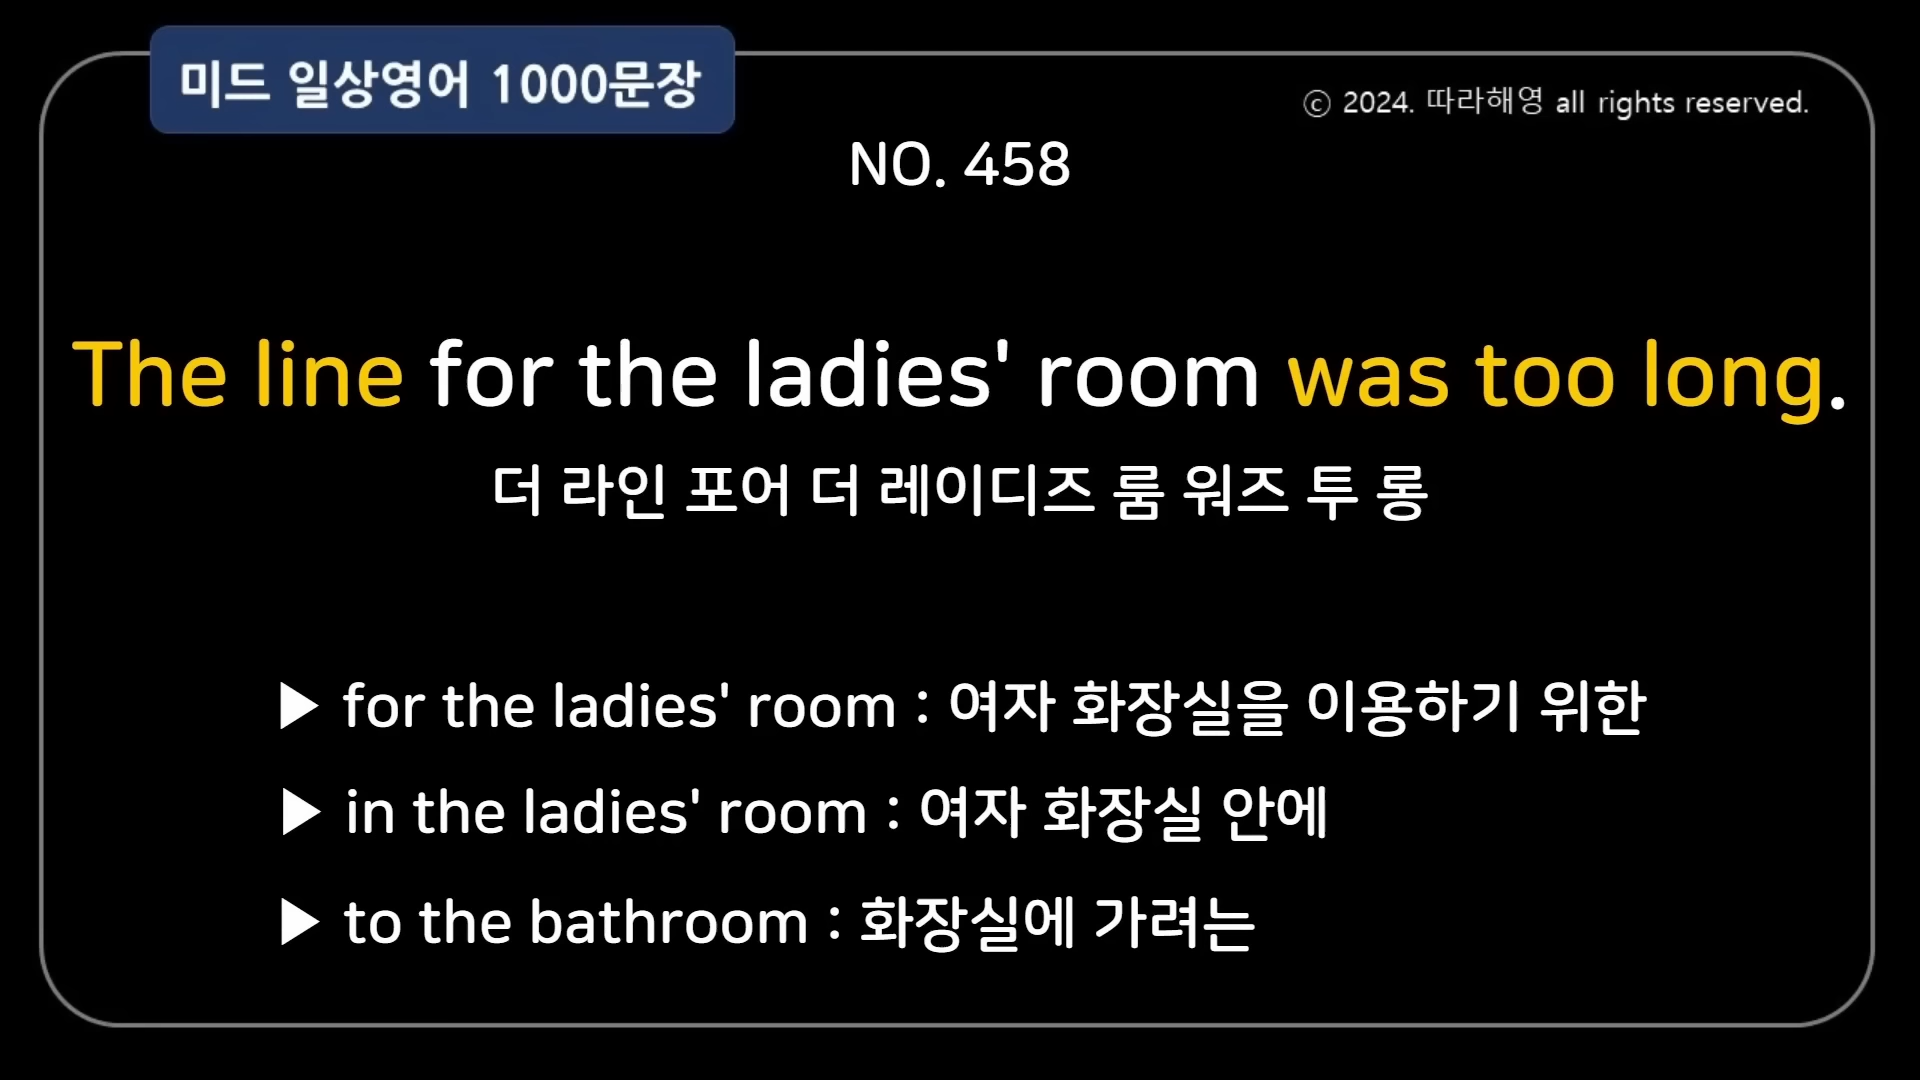 미드 일상영어 1000문장
ⓒ 2024. 따라해영 all rights reserved.
NO. 458
The line for the ladies' room was too long.
더 라인 포어 더 레이디즈 룸 워즈 투 롱
▶ for the ladies' room : 여자 화장실을 이용하기 위한
▶ in the ladies' room : 여자 화장실 안에
▶ to the bathroom : 화장실에 가려는